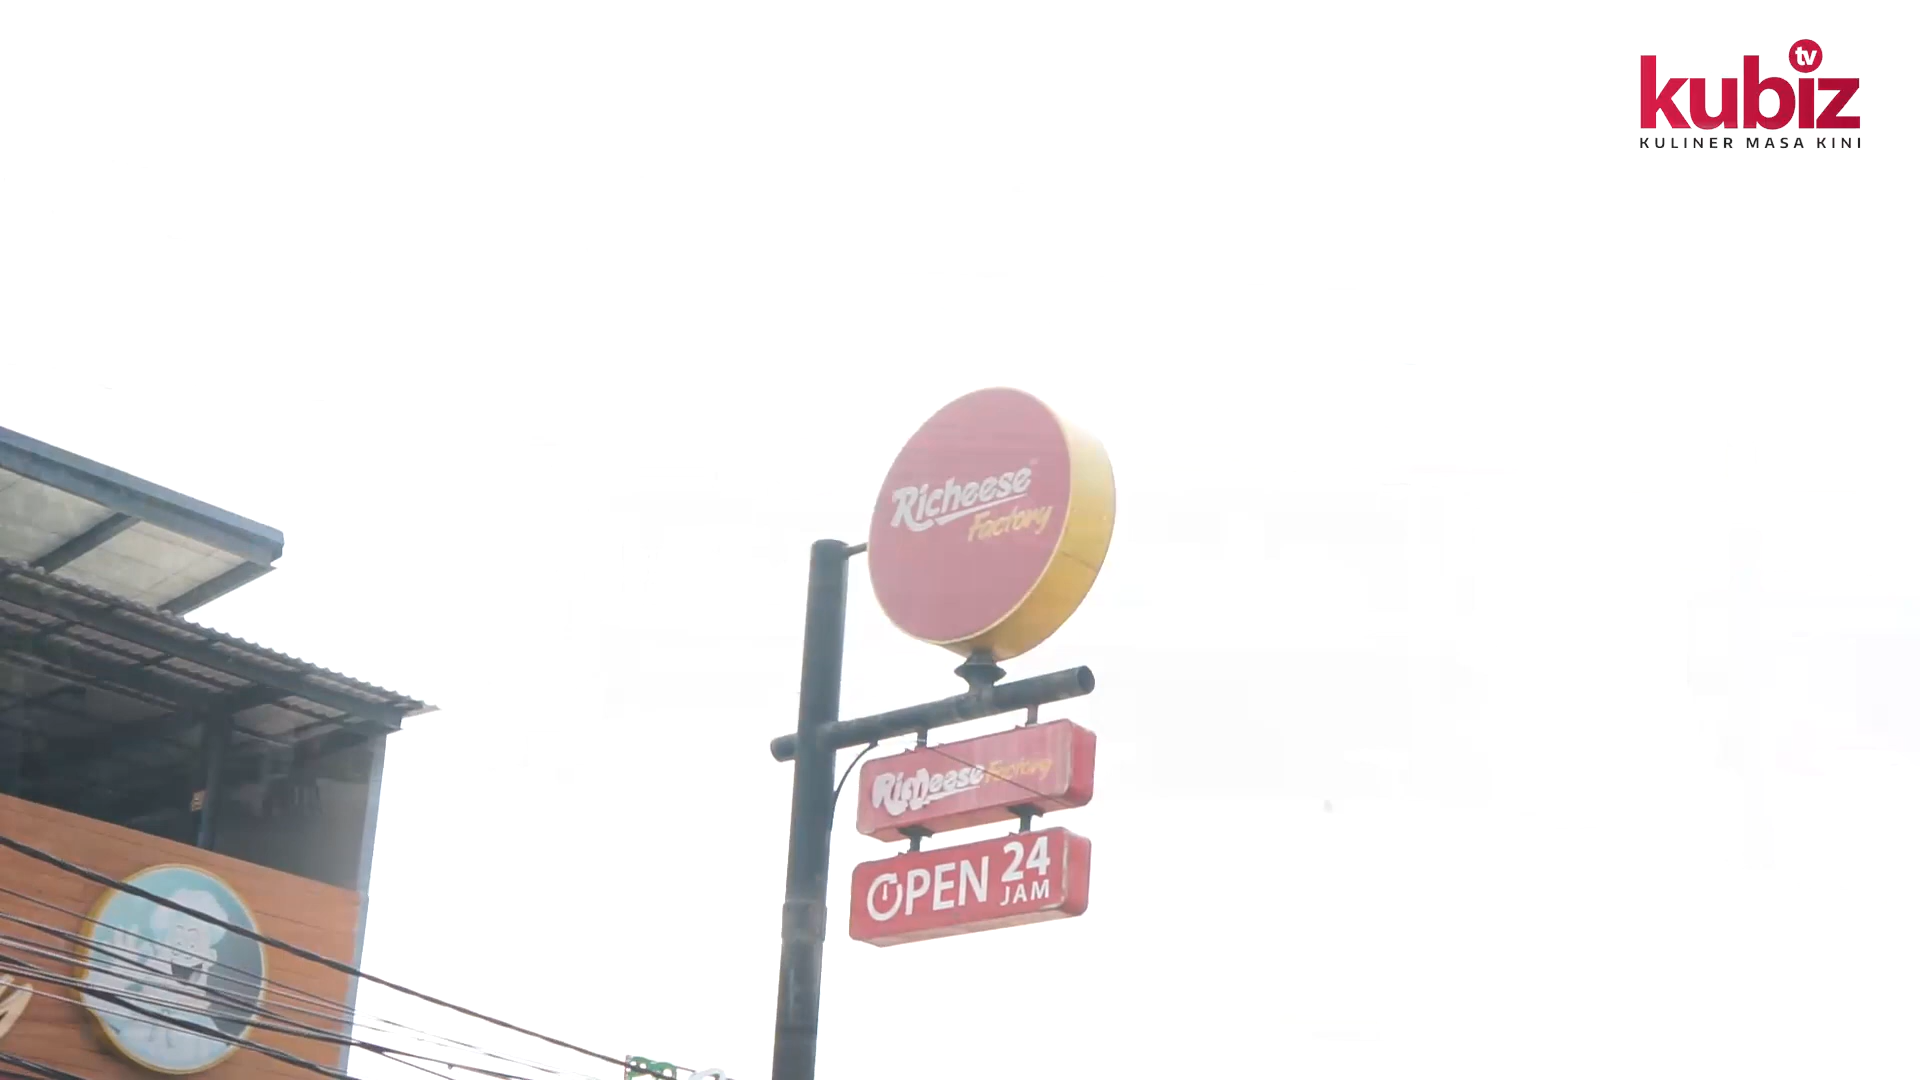 tv
kubiz
KULINER MASA KINI
Richeese
Factory
Richeese Factory
OPEN 24
JAM